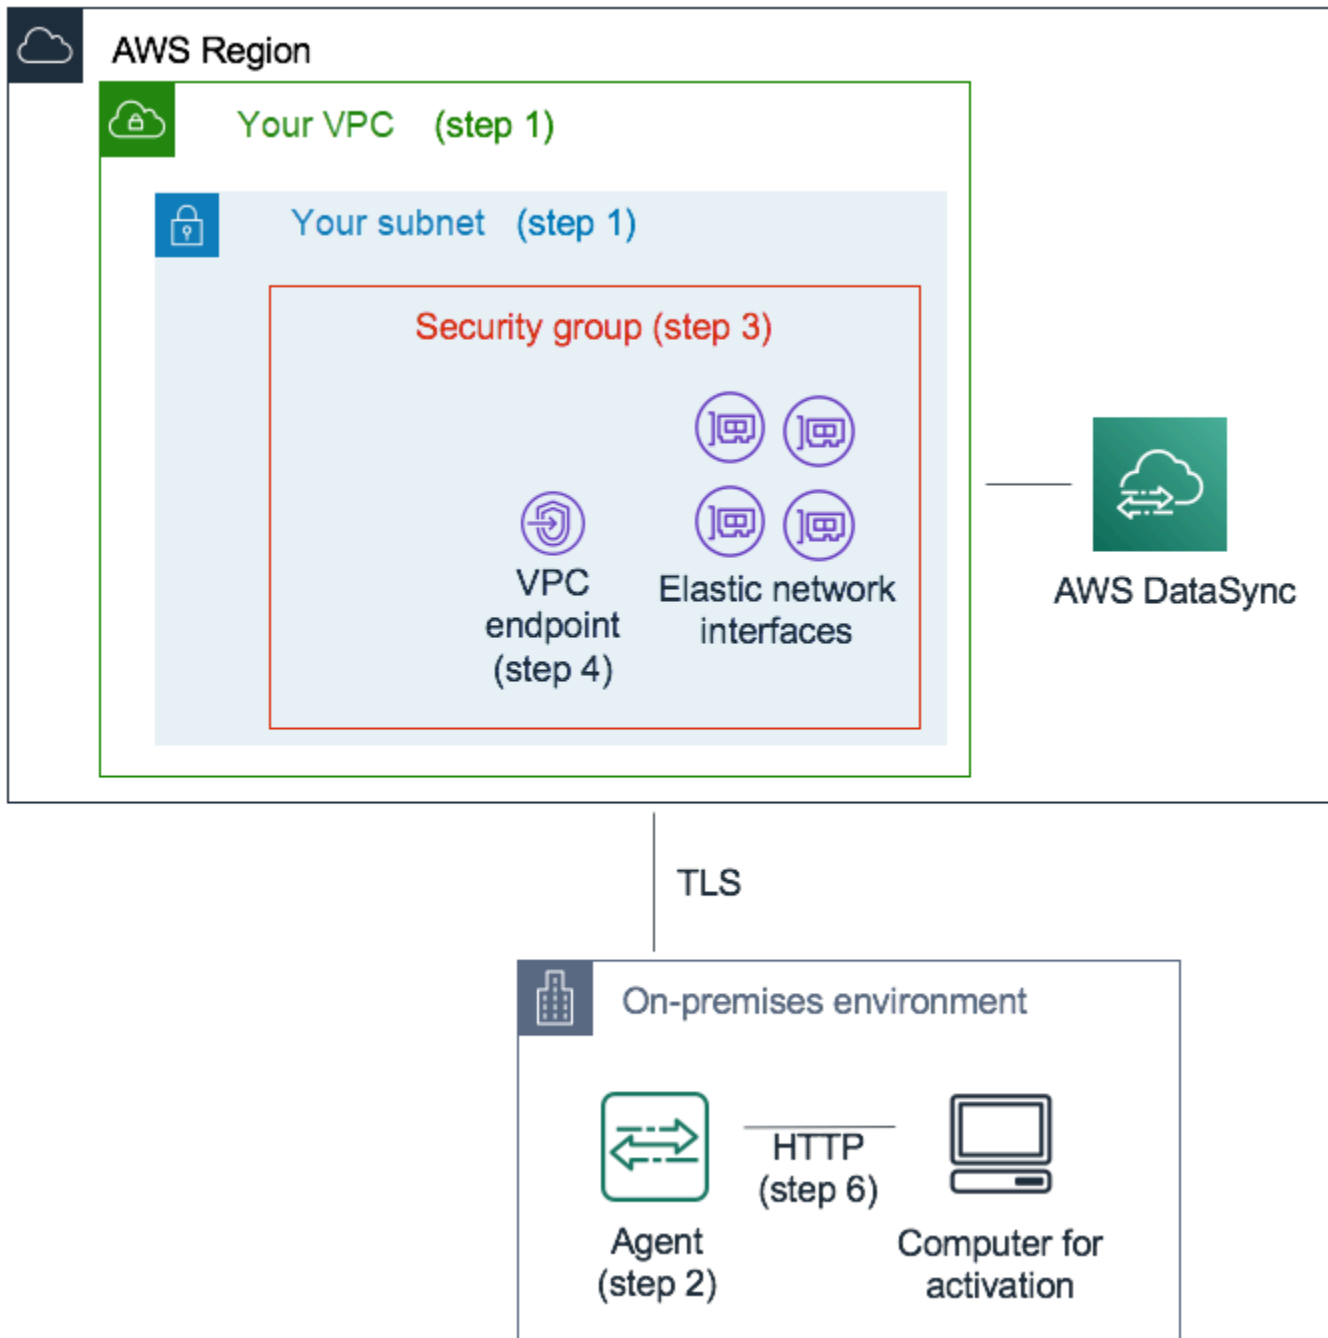 AWS Region
Your VPC (step 1)
Your subnet (step 1)
Security group (step 3)
VPC
endpoint
(step 4)
Elastic network
interfaces
AWS DataSync
TLS
On-premises environment
HTTP
(step 6)
Agent
(step 2)
Computer for
activation